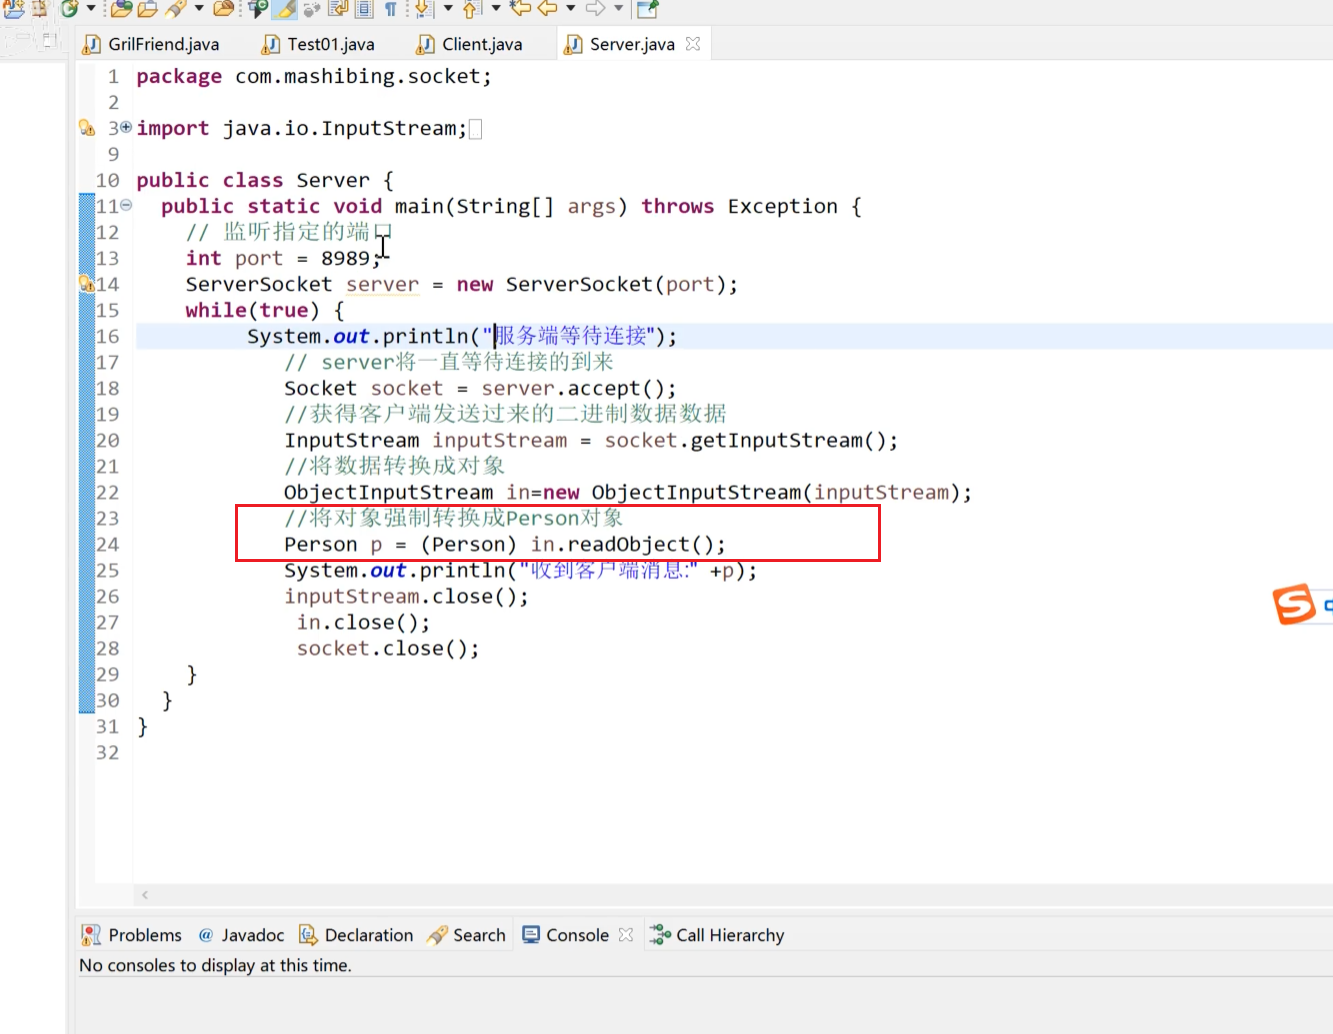 GrilFriend.java
Test01.java
Client.java
Server.java
1 package com.mashibing.socket;
2
3 import java.io.InputStream;
9
10 public class Server {
11 public static void main(String[] args) throws Exception {
12 // 监听指定的端口
13 int port = 8989;
14 ServerSocket server = new ServerSocket(port);
15 while(true) {
16 System.out.println("服务端等待连接");
17 // server将一直等待连接的到来
18 Socket socket = server.accept();
19 //获得客户端发送过来的二进制数据数据
20 InputStream inputStream = socket.getInputStream();
21 //将数据转换成对象
22 ObjectInputStream in=new ObjectInputStream(inputStream);
23 //将对象强制转换成Person对象
24 Person p = (Person) in.readObject();
25 System.out.println("收到客户端消息:" +p);
26 inputStream.close();
27 in.close();
28 socket.close();
29 }
30 }
31 }
32
Problems @ Javadoc Declaration Search Console Call Hierarchy
No consoles to display at this time.